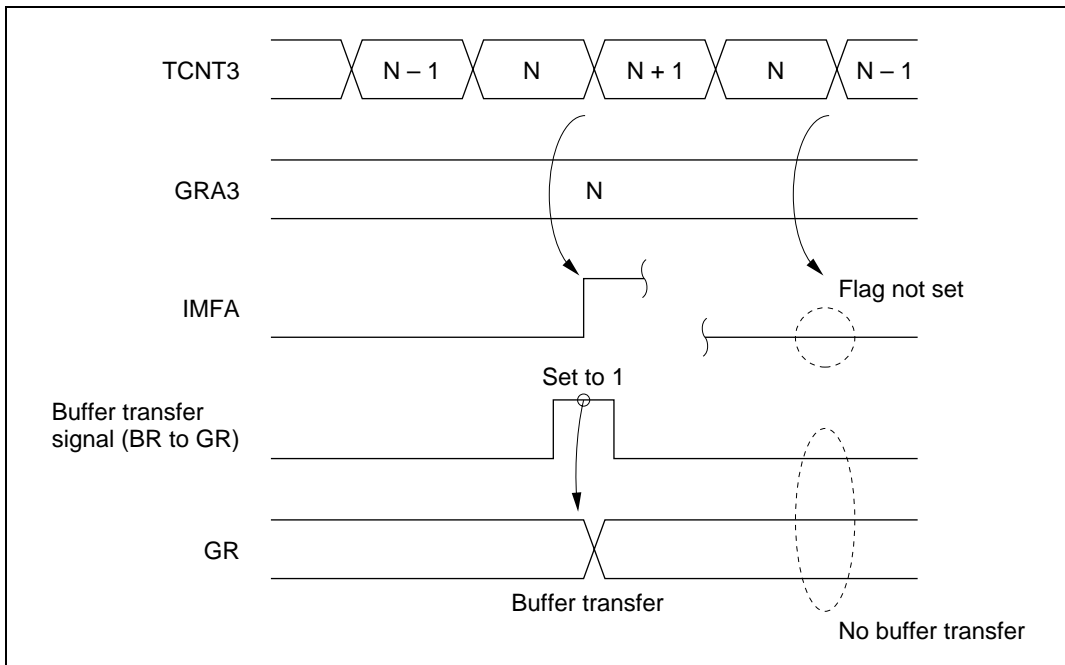 TCNT3
N – 1
N
N + 1
N
N – 1
GRA3
N
IMFA
Flag not set
Set to 1
Buffer transfer
signal (BR to GR)
GR
Buffer transfer
No buffer transfer